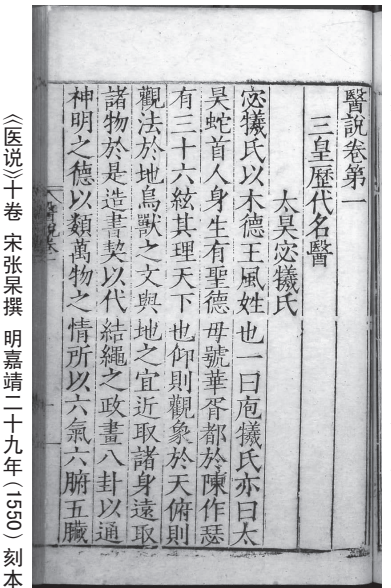 醫說卷第一
三皇歷代名醫
太昊宓犧氏
宓犧氏以木德王風姓也一曰庖犧氏亦曰太
昊蛇首人身生有聖德母號華胥都於陳作瑟
有三十六絃其理天下也仰則觀象於天俯則
觀法於地鳥獸之文與地之宜近取諸身遠取
諸物於是造書契以代結繩之政畫八卦以通
神明之德以類萬物之情所以六氣六腑五臟
《医说》十卷 宋张杲撰 明嘉靖二十九年(1550)刻本